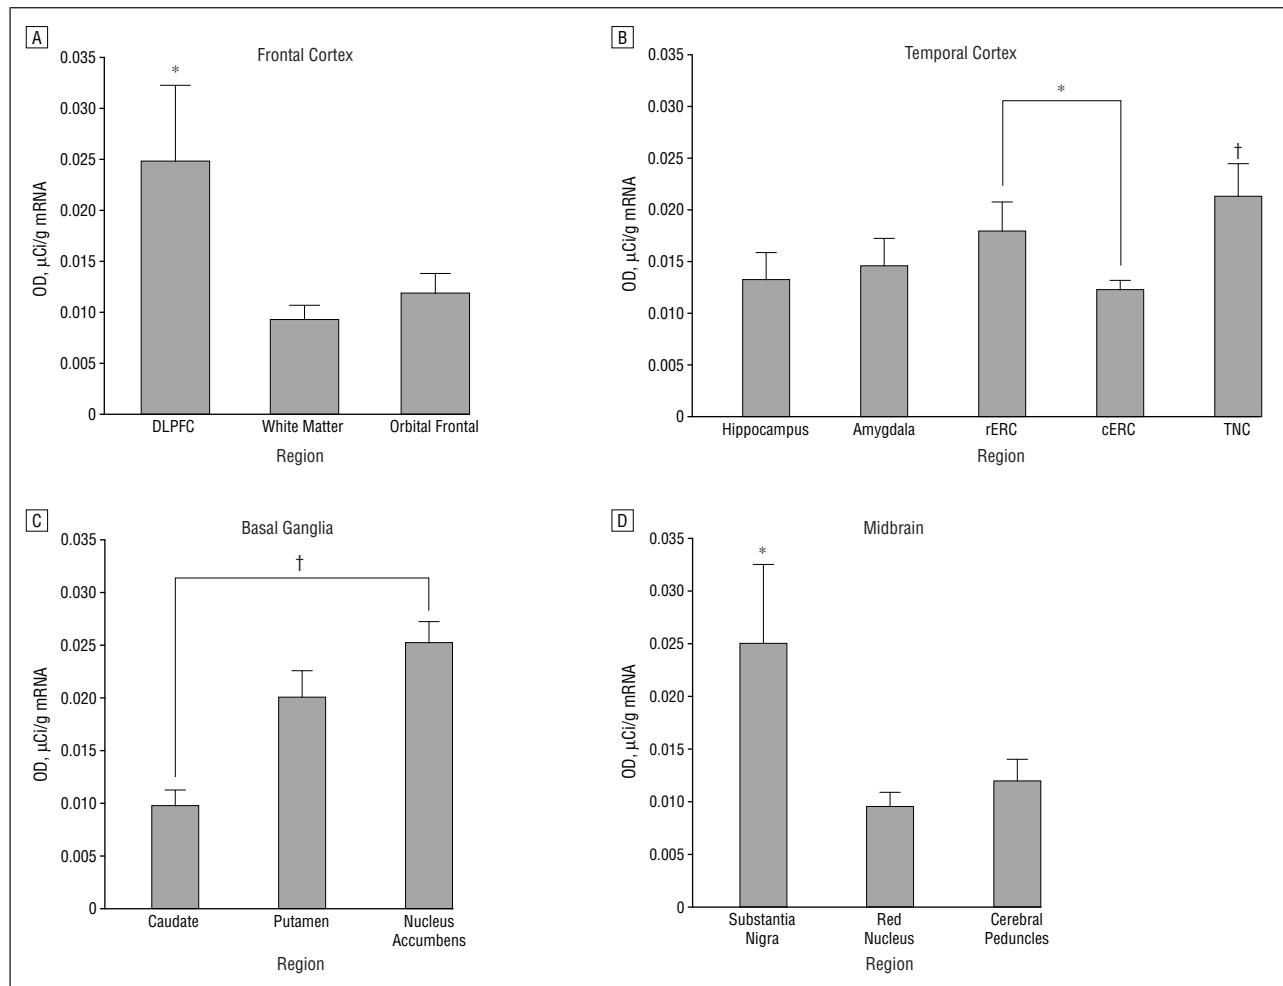 A
Frontal Cortex
0.035
0.030
0.025
0.020
0.015
0.010
0.005
0
OD, μCi/g mRNA
*
DLPFC
White Matter
Orbital Frontal
Region
B
Temporal Cortex
0.035
0.030
0.025
0.020
0.015
0.010
0.005
0
OD, μCi/g mRNA
*
†
Hippocampus
Amygdala
rERC
cERC
TNC
Region
C
Basal Ganglia
0.035
0.030
0.025
0.020
0.015
0.010
0.005
0
OD, μCi/g mRNA
†
Caudate
Putamen
Nucleus
Accumbens
Region
D
Midbrain
0.035
0.030
0.025
0.020
0.015
0.010
0.005
0
OD, μCi/g mRNA
*
Substantia
Nigra
Red
Nucleus
Cerebral
Peduncles
Region